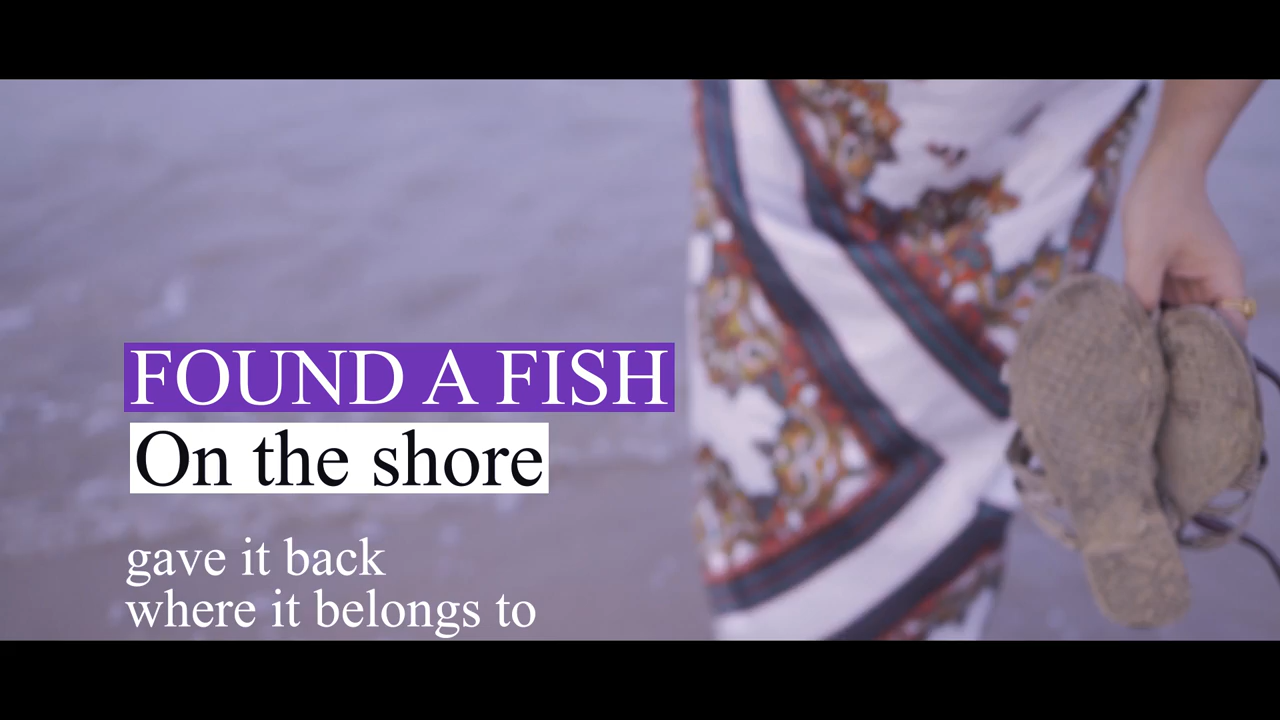 FOUND A FISH
On the shore
gave it back
where it belongs to